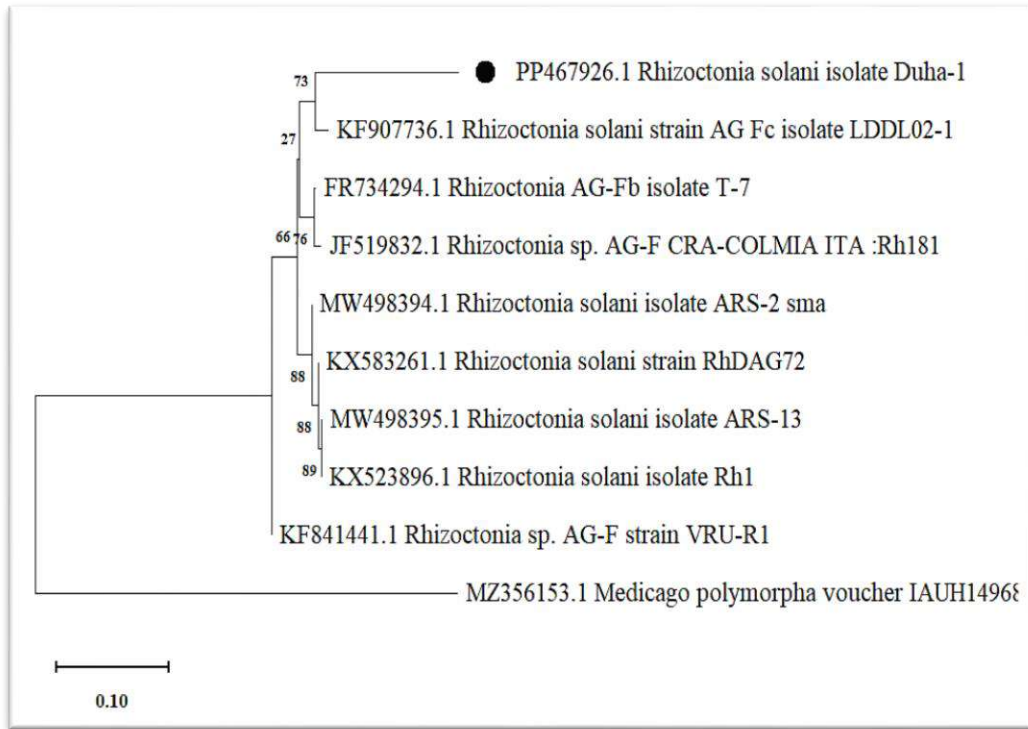 73
PP467926.1 Rhizoctonia solani isolate Duha-1
KF907736.1 Rhizoctonia solani strain AG Fc isolate LDDL02-1
27
FR734294.1 Rhizoctonia AG-Fb isolate T-7
66 76
JF519832.1 Rhizoctonia sp. AG-F CRA-COLMIA ITA :Rh181
MW498394.1 Rhizoctonia solani isolate ARS-2 sma
KX583261.1 Rhizoctonia solani strain RhDAG72
88
MW498395.1 Rhizoctonia solani isolate ARS-13
88
KX523896.1 Rhizoctonia solani isolate Rh1
89
KF841441.1 Rhizoctonia sp. AG-F strain VRU-R1
MZ356153.1 Medicago polymorpha voucher IAUH14968
0.10